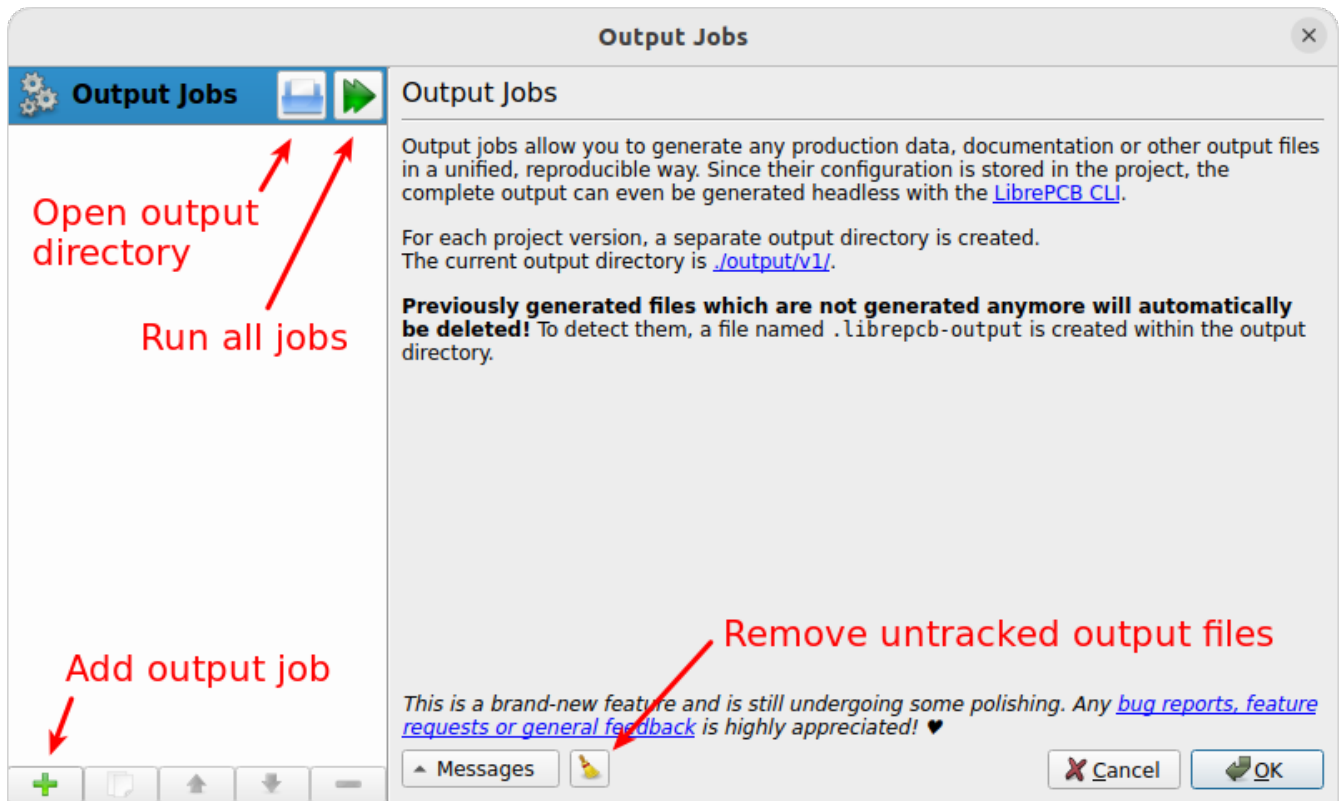 Output Jobs
Output Jobs
Open output
directory
Run all jobs
Add output job
Output Jobs
Output jobs allow you to generate any production data, documentation or other output files
in a unified, reproducible way. Since their configuration is stored in the project, the
complete output can even be generated headless with the LibrePCB CLI.
For each project version, a separate output directory is created.
The current output directory is ./output/v1/.
Previously generated files which are not generated anymore will automatically
be deleted! To detect them, a file named .librepcb-output is created within the output
directory.
Remove untracked output files
This is a brand-new feature and is still undergoing some polishing. Any bug reports, feature
requests or general feedback is highly appreciated! ♥
Messages
Cancel
OK